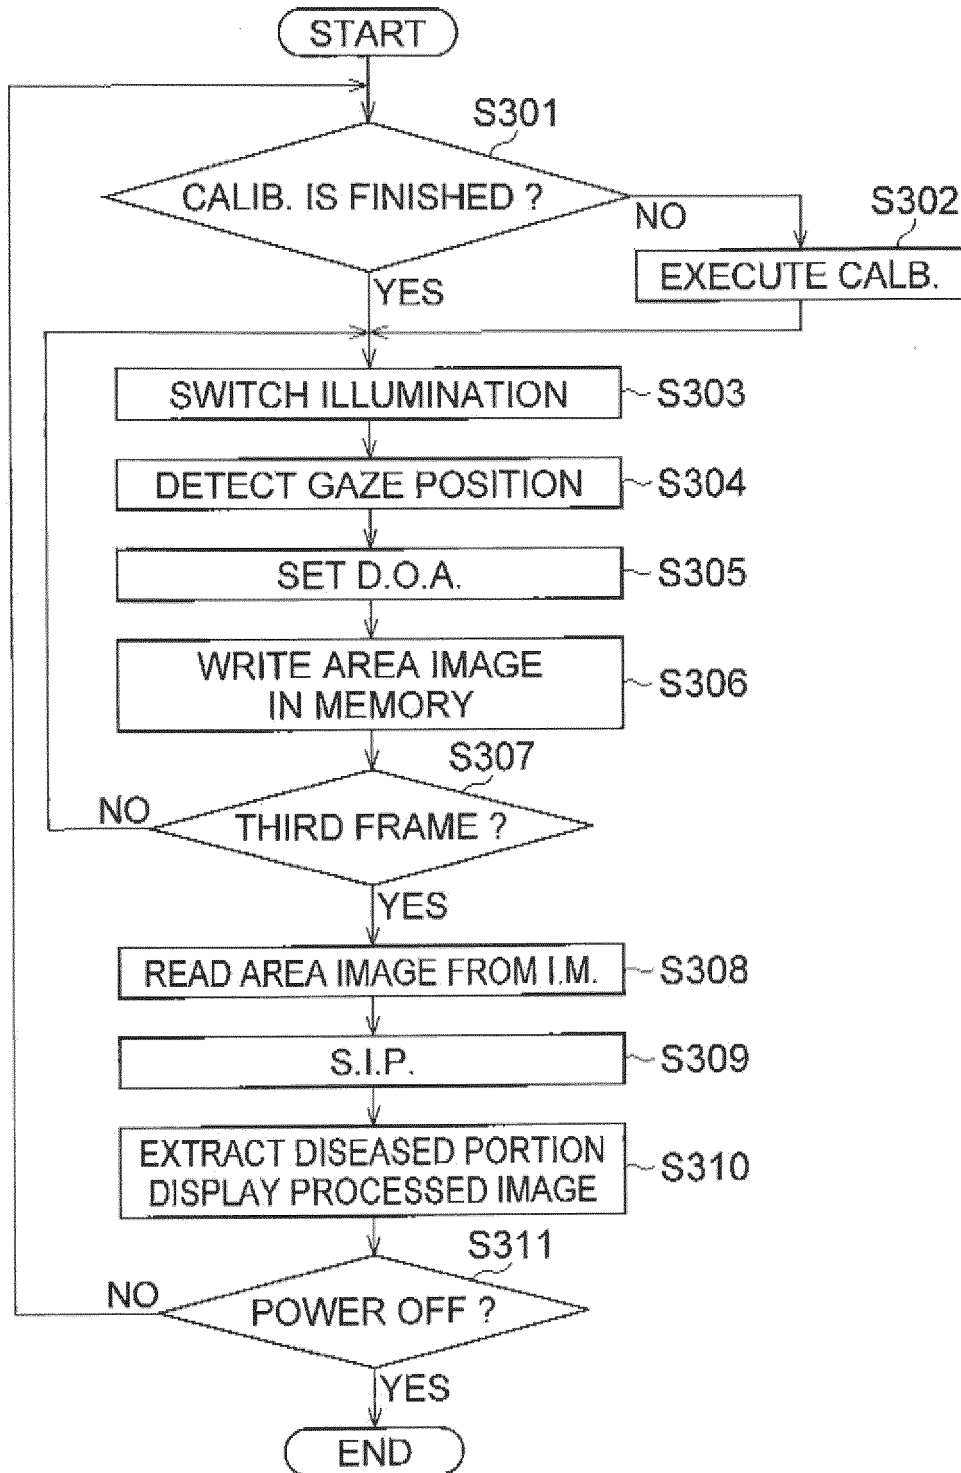 START
S301
CALIB. IS FINISHED ?
NO
S302
EXECUTE CALB.
YES
SWITCH ILLUMINATION
S303
DETECT GAZE POSITION
S304
SET D.O.A.
S305
WRITE AREA IMAGE
IN MEMORY
S306
S307
NO
THIRD FRAME ?
YES
READ AREA IMAGE FROM I.M.
S308
S.I.P.
S309
EXTRACT DISEASED PORTION
DISPLAY PROCESSED IMAGE
S310
S311
NO
POWER OFF ?
YES
END